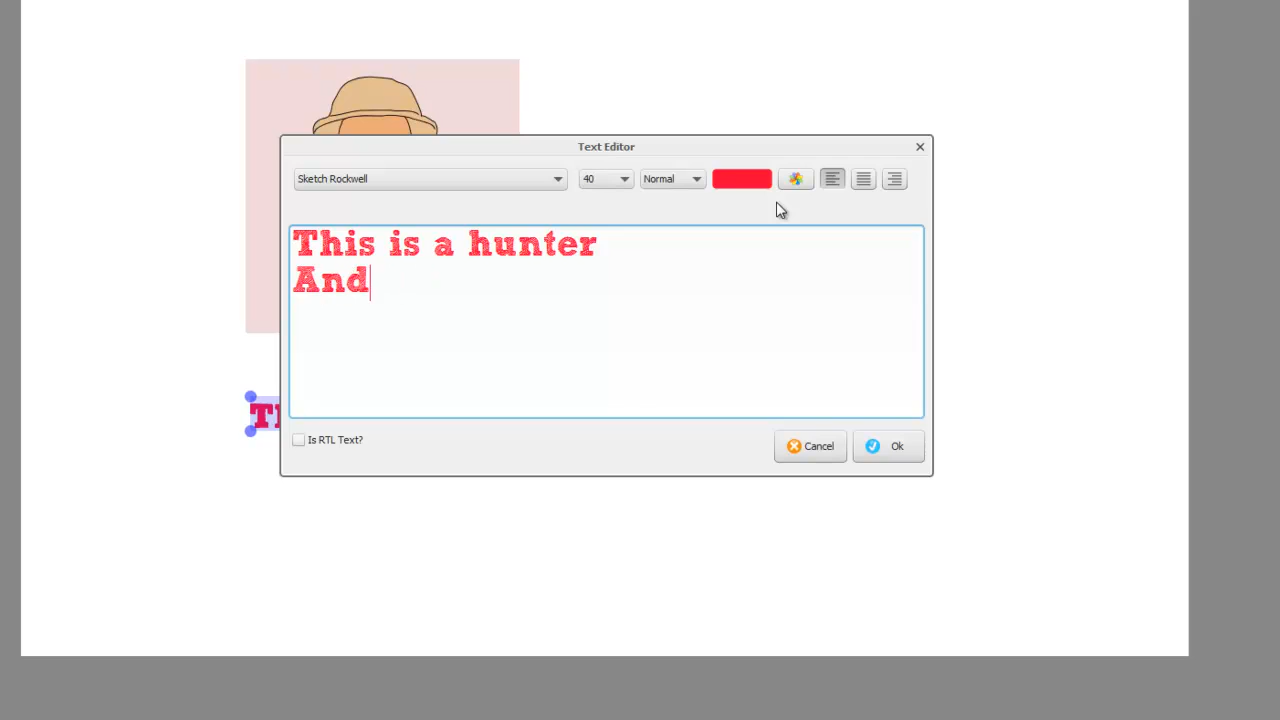 Text Editor
Sketch Rockwell 40 Normal
This is a hunter
And
Is RTL Text?
Cancel Ok